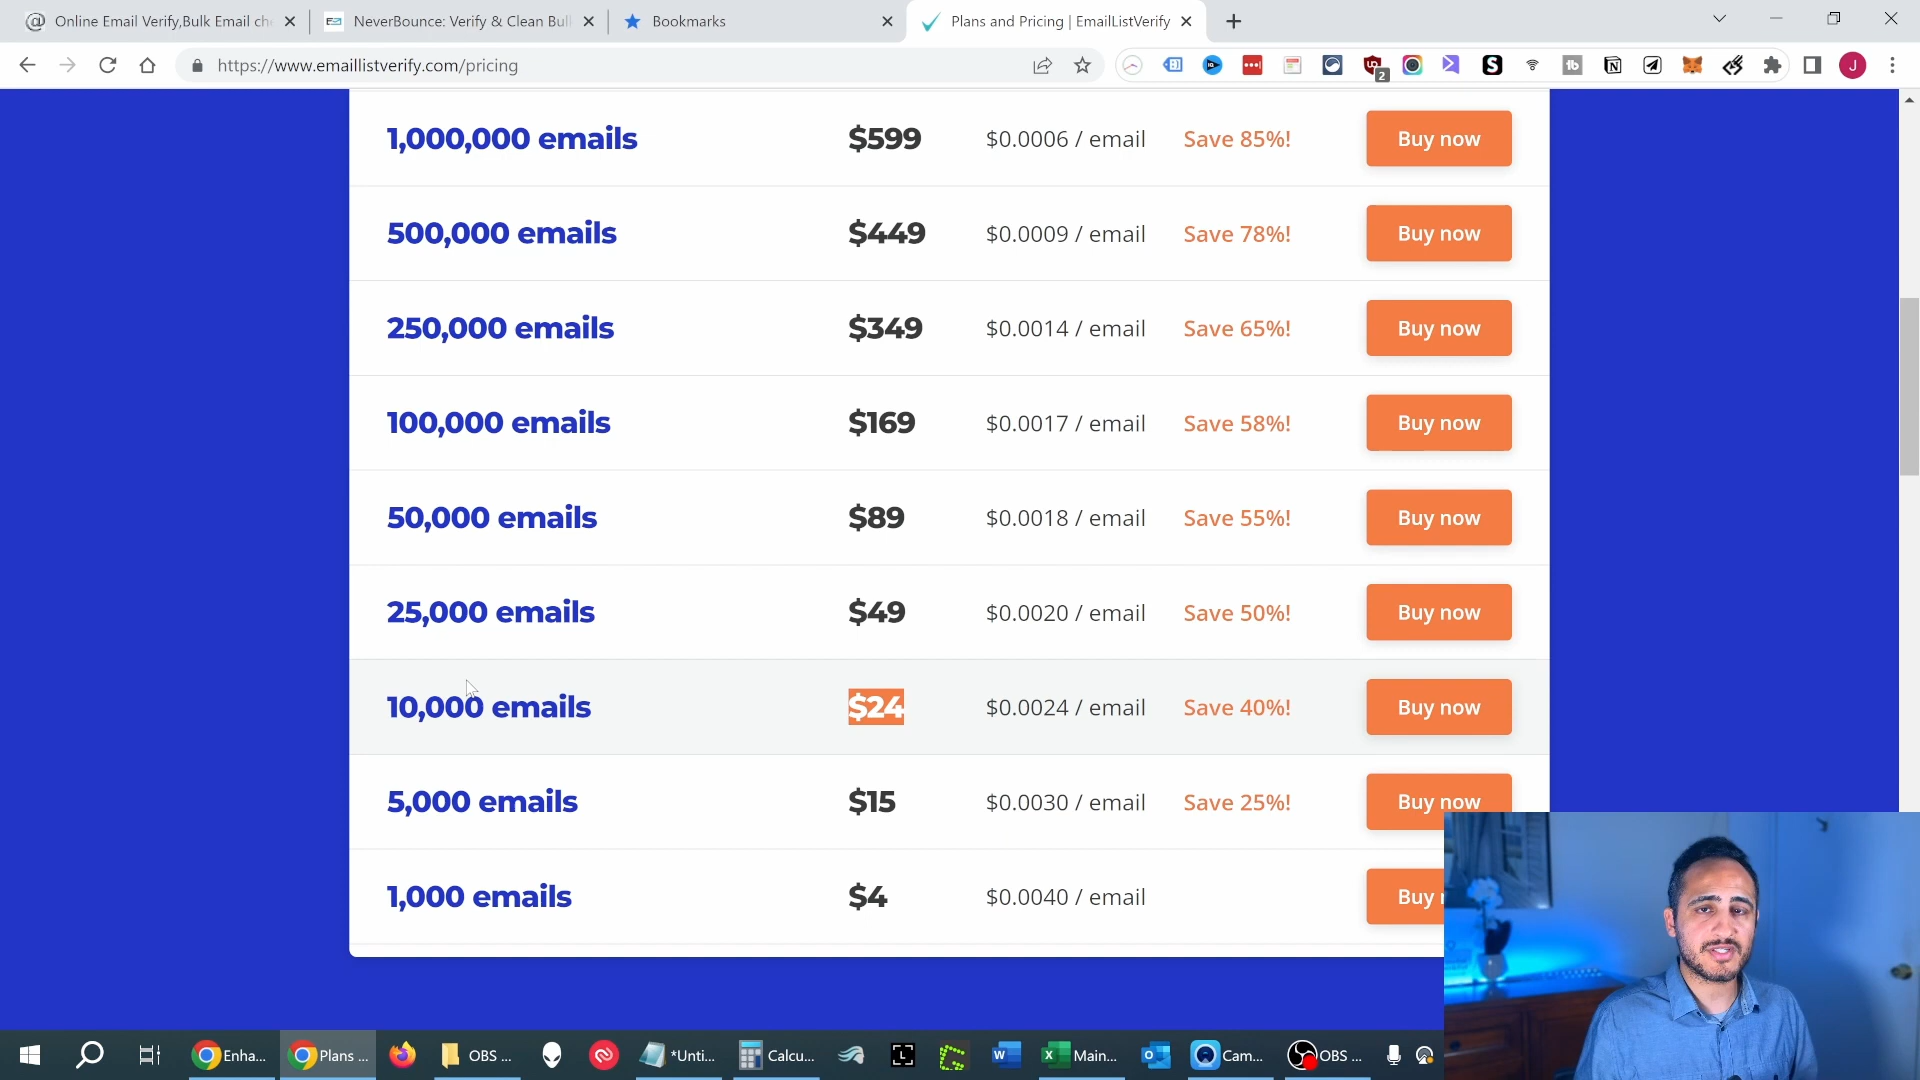 Online Email Verify,Bulk Email che
NeverBounce: Verify & Clean Bul
Bookmarks
Plans and Pricing | EmailListVerify
https://www.emaillistverify.com/pricing
2
J
1,000,000 emails $599 $0.0006 / email Save 85%! Buy now
500,000 emails $449 $0.0009 / email Save 78%! Buy now
250,000 emails $349 $0.0014 / email Save 65%! Buy now
100,000 emails $169 $0.0017 / email Save 58%! Buy now
50,000 emails $89 $0.0018 / email Save 55%! Buy now
25,000 emails $49 $0.0020 / email Save 50%! Buy now
10,000 emails $24 $0.0024 / email Save 40%! Buy now
5,000 emails $15 $0.0030 / email Save 25%! Buy now
1,000 emails $4 $0.0040 / email Buy
Enha... Plans ... OBS ... *Unti... Calcu... Main... Cam... OBS ...